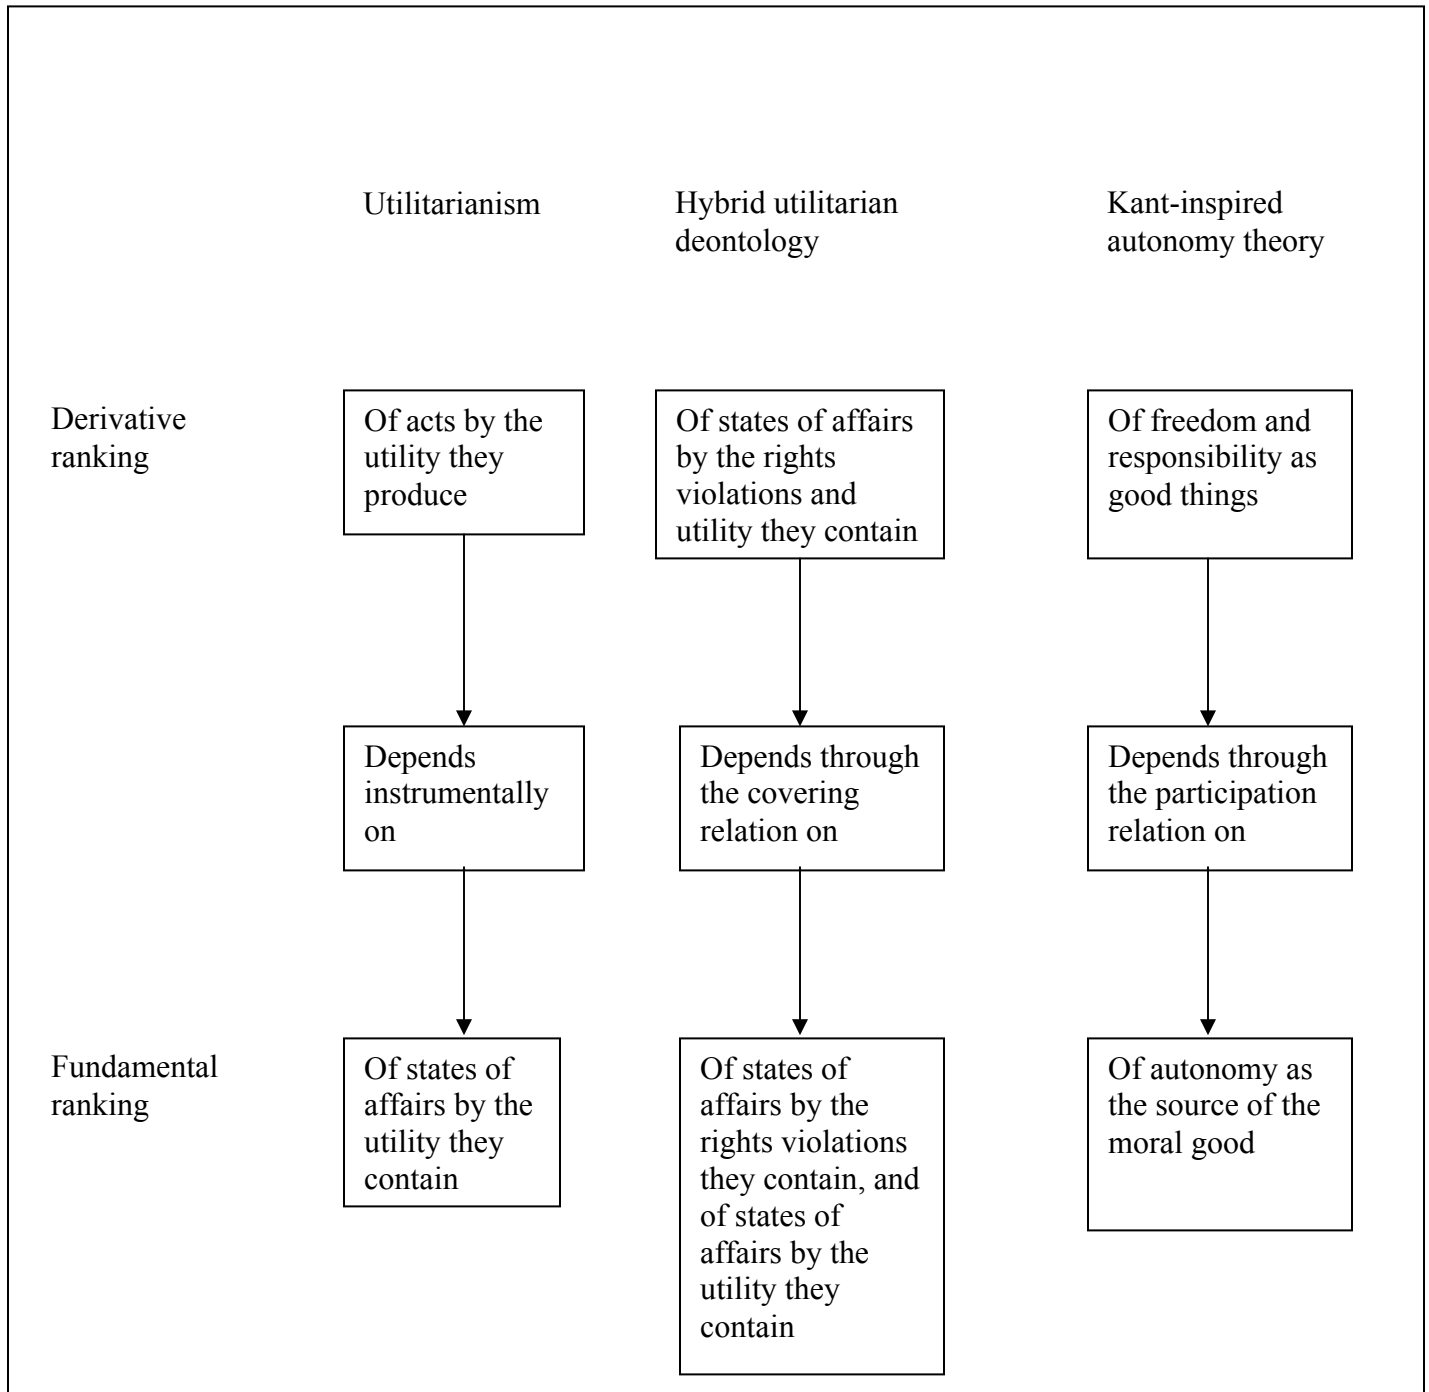 Utilitarianism
Hybrid utilitarian
deontology
Kant-inspired
autonomy theory
Derivative
ranking
Of acts by the
utility they
produce
Of states of affairs
by the rights
violations and
utility they contain
Of freedom and
responsibility as
good things
Depends
instrumentally
on
Depends through
the covering
relation on
Depends through
the participation
relation on
Fundamental
ranking
Of states of
affairs by the
utility they
contain
Of states of
affairs by the
rights violations
they contain, and
of states of
affairs by the
utility they
contain
Of autonomy as
the source of the
moral good